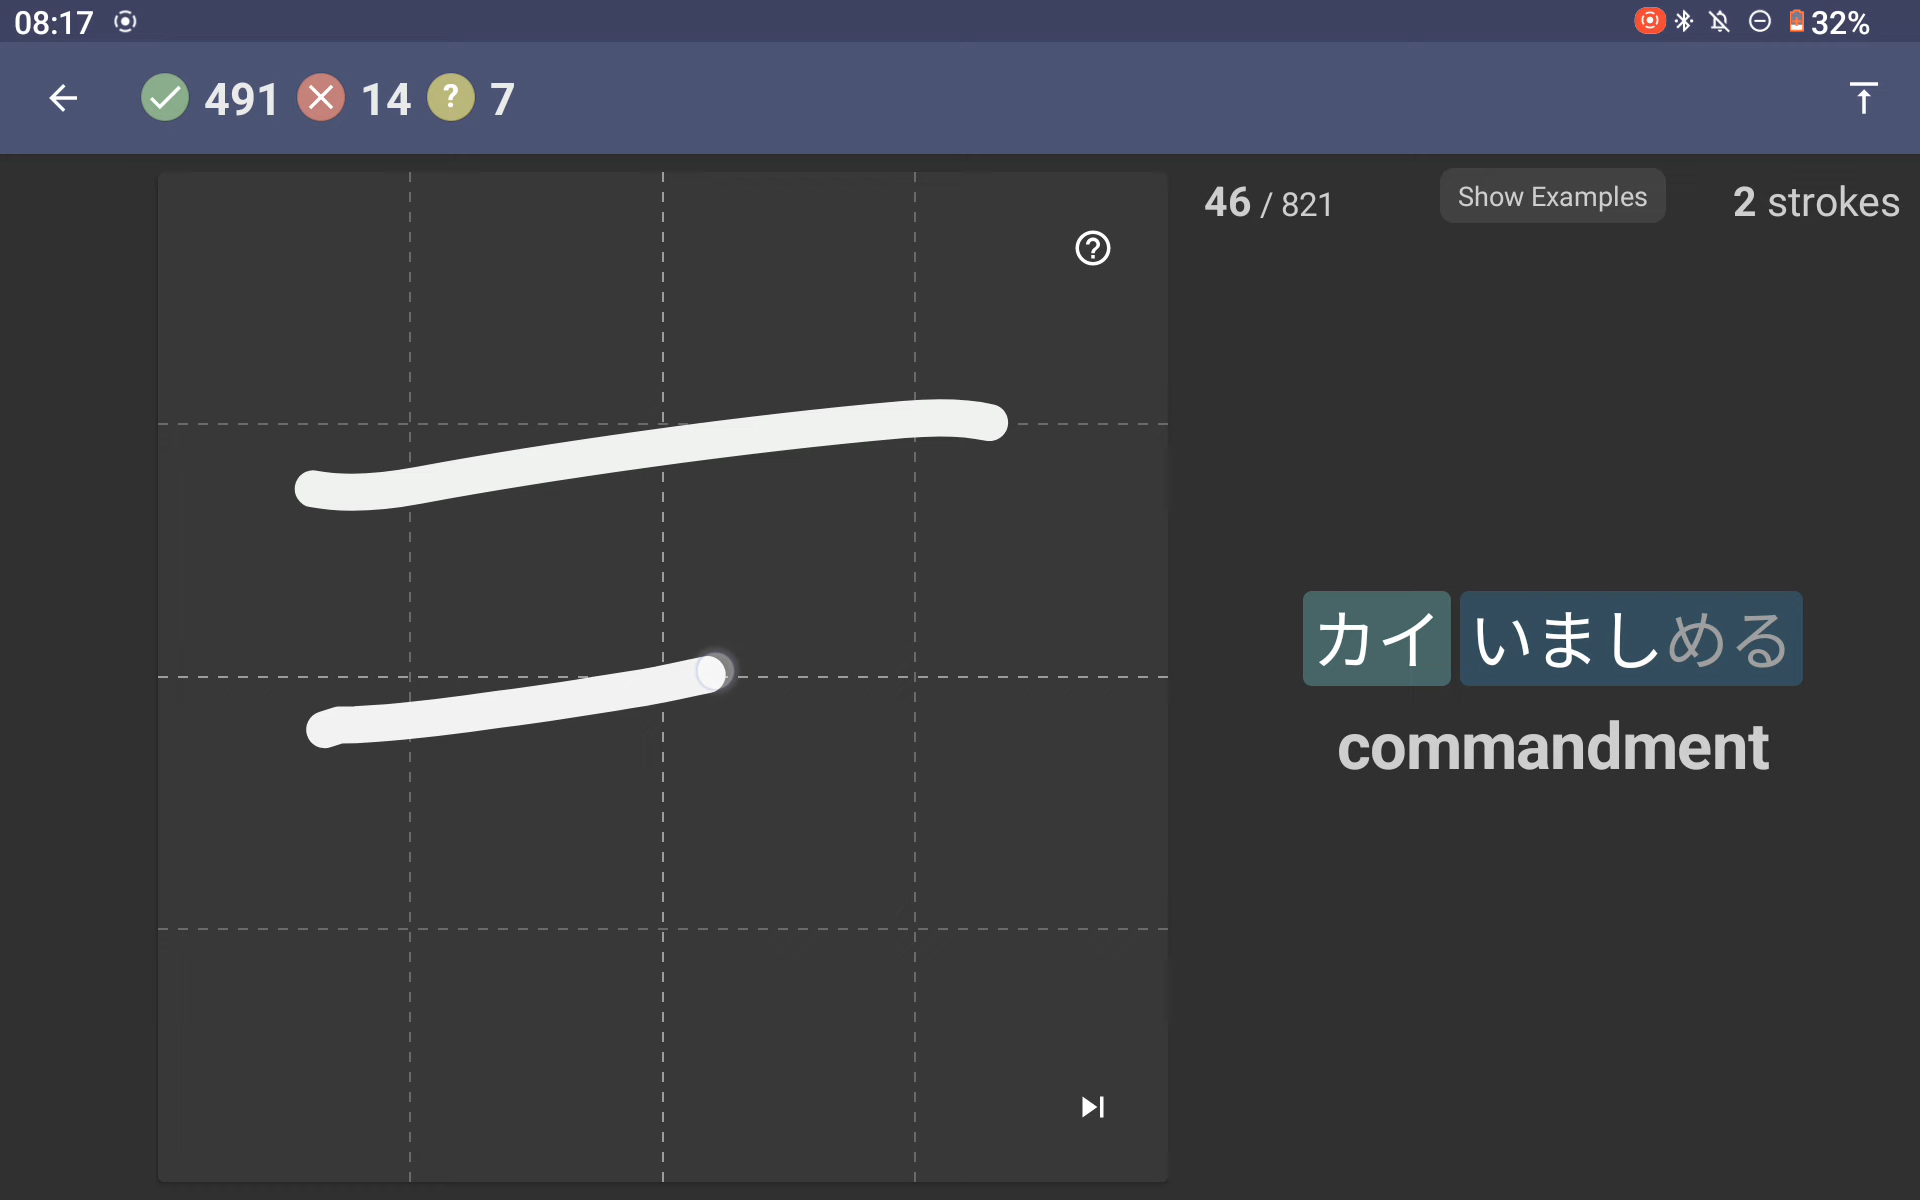 08:17 32%
491 14 ? 7
46 / 821 Show Examples 2 strokes
カイ いましめる
commandment